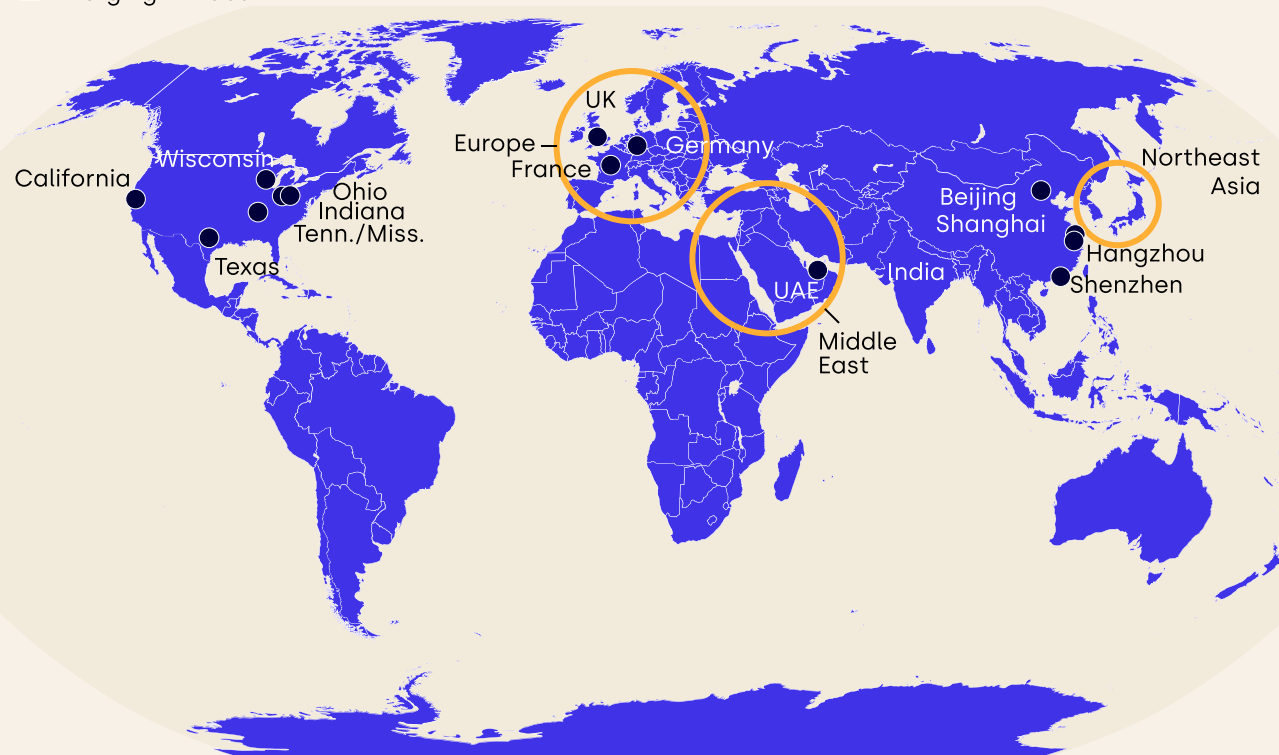 UK
Europe
Germany
France
Wisconsin
California
Ohio
Indiana
Tenn./Miss.
Texas
Northeast
Asia
Beijing
Shanghai
Hangzhou
Shenzhen
India
UAE
Middle
East